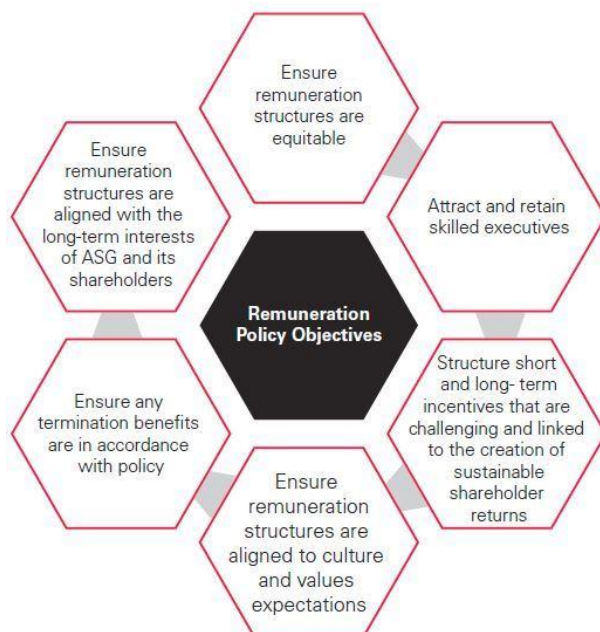 Ensure
remuneration
structures are
equitable
Attract and retain
skilled executives
Structure short
and long- term
incentives that are
challenging and linked
to the creation of
sustainable
shareholder
returns
Ensure
remuneration
structures are
aligned to culture
and values
expectations
Ensure any
termination benefits
are in accordance
with policy
Ensure
remuneration
structures are
aligned with the
long-term interests
of ASG and its
shareholders
Remuneration
Policy Objectives